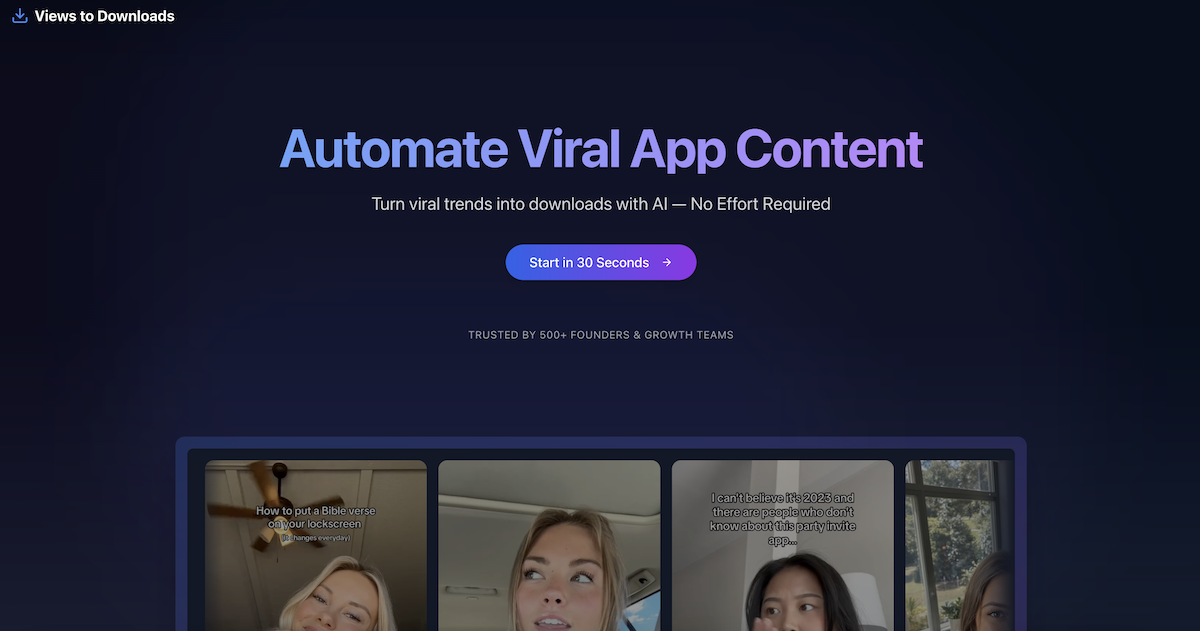 Views to Downloads
Automate Viral App Content
Turn viral trends into downloads with AI — No Effort Required
Start in 30 Seconds →
TRUSTED BY 500+ FOUNDERS & GROWTH TEAMS
How to put a Bible verse
on your lockscreen
(it changes everyday)
I can't believe it's 2023 and
there are people who don't
know about this party invite
app...